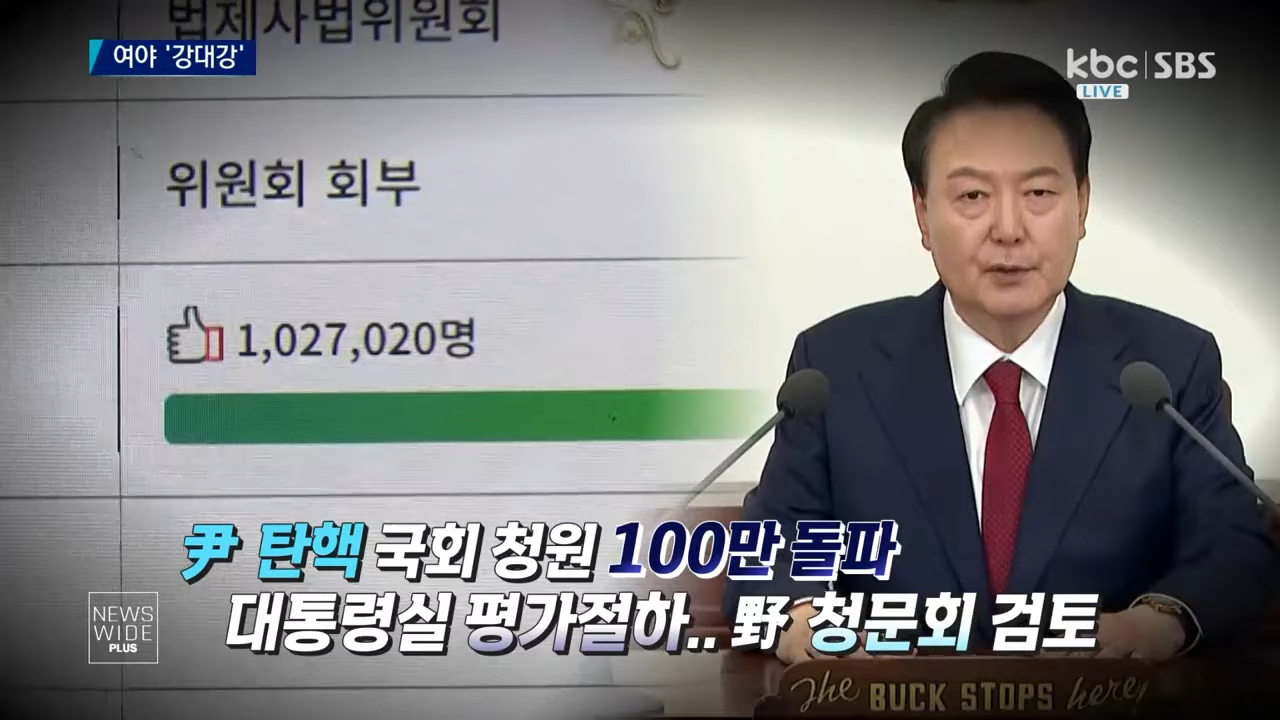 법제사법위원회
여야 '강대강'
kbc SBS
LIVE
위원회 회부
1,027,020명
尹 탄핵 국회 청원 100만 돌파
대통령실 평가절하.. 野 청문회 검토
NEWS
WIDE
PLUS
The BUCK STOPS here!